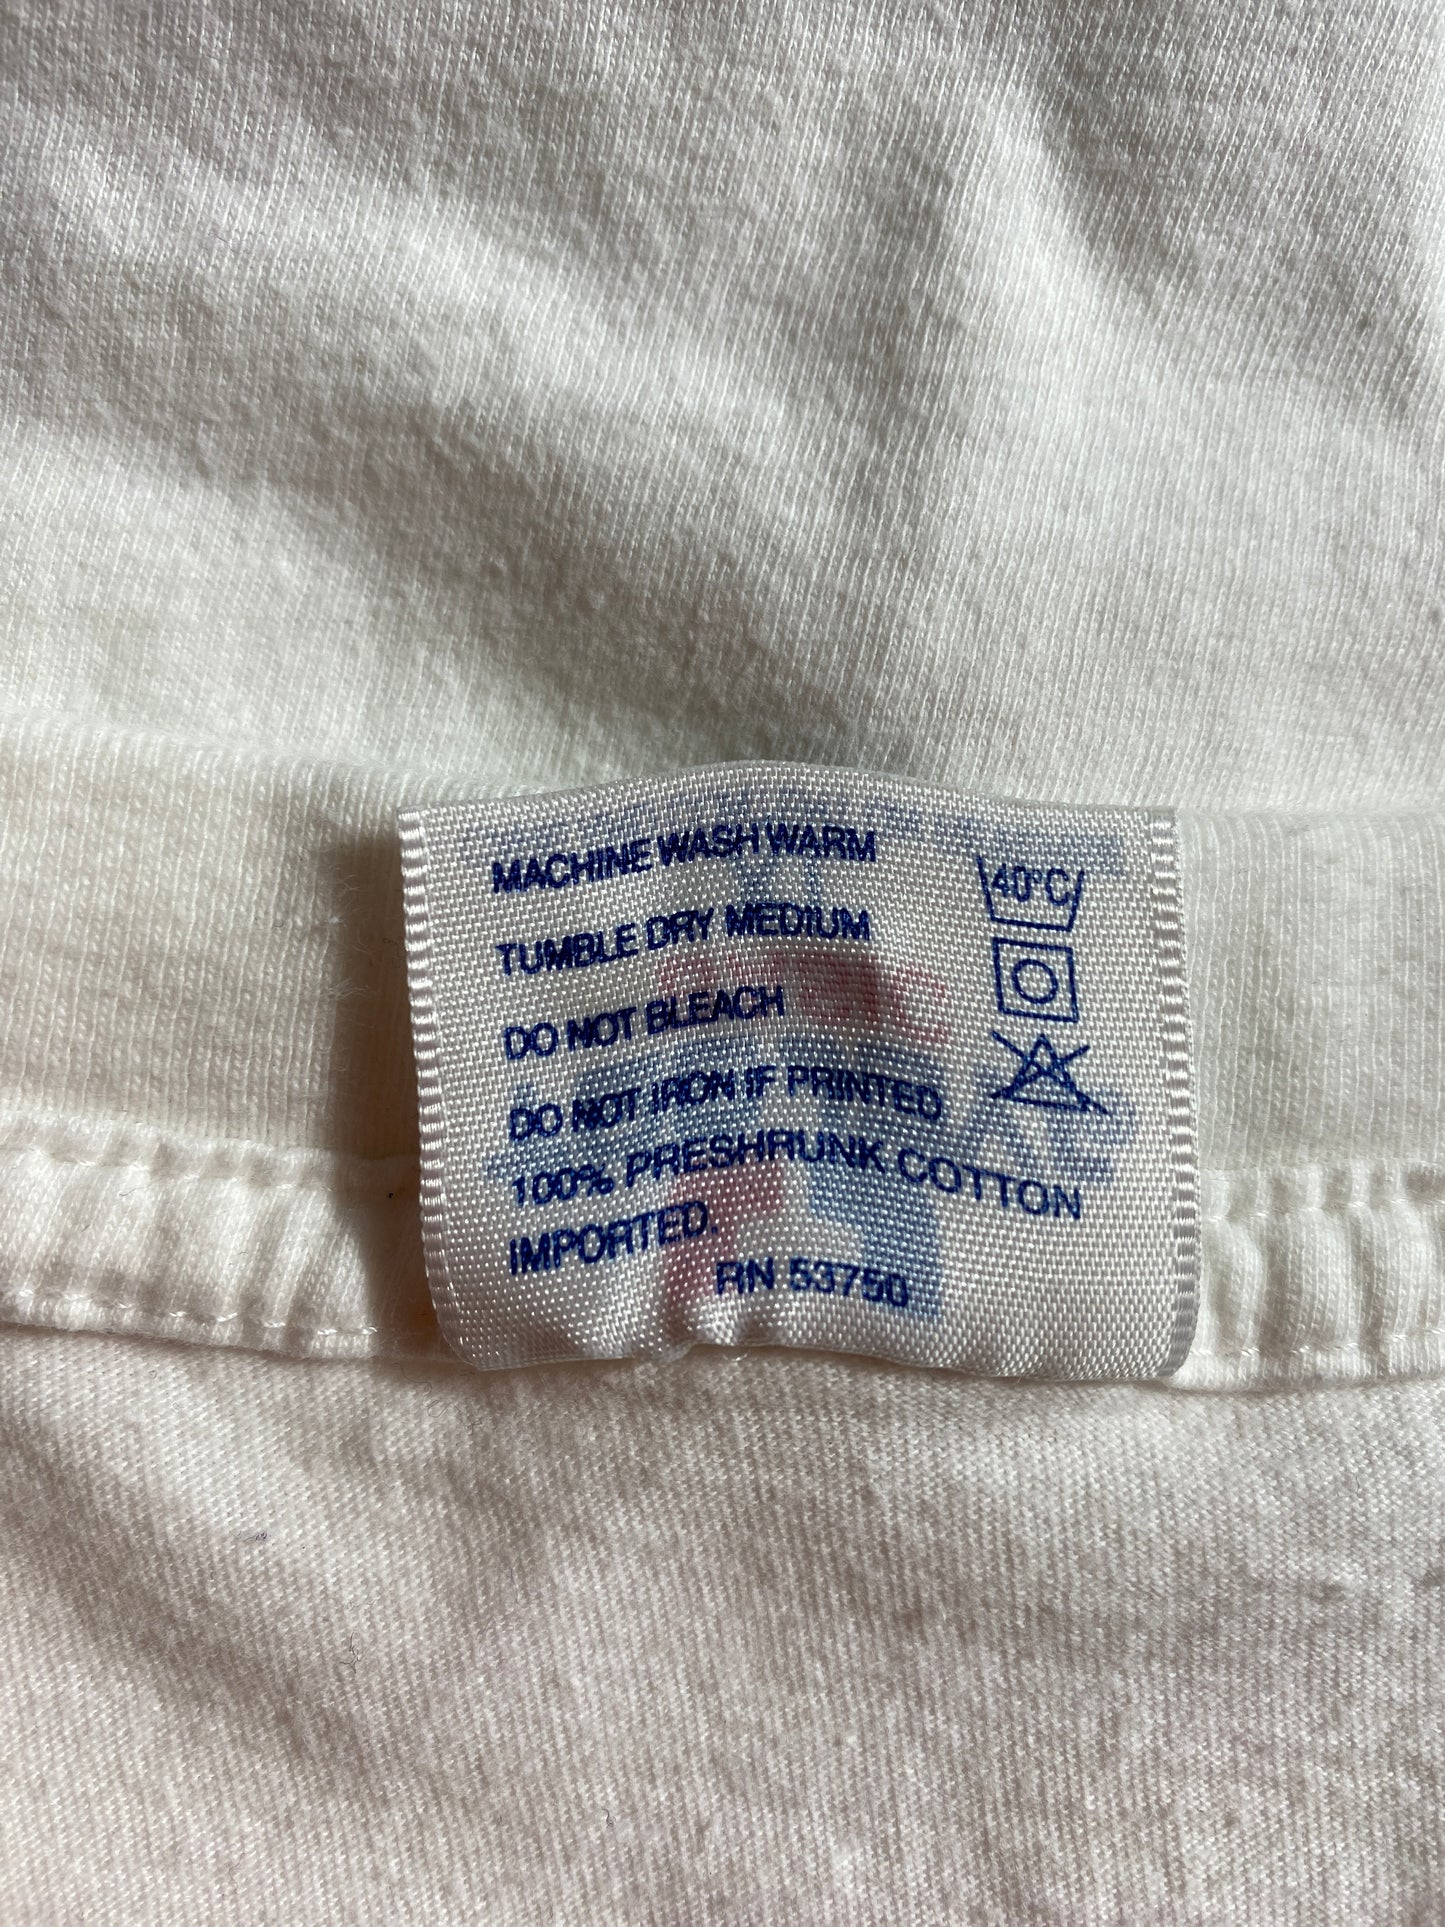 MACHINE WASH WARM
40°C
TUMBLE DRY MEDIUM
DO NOT BLEACH
DO NOT IRON IF PRINTED
100% PRESHRUNK COTTON
IMPORTED.
RN 53750